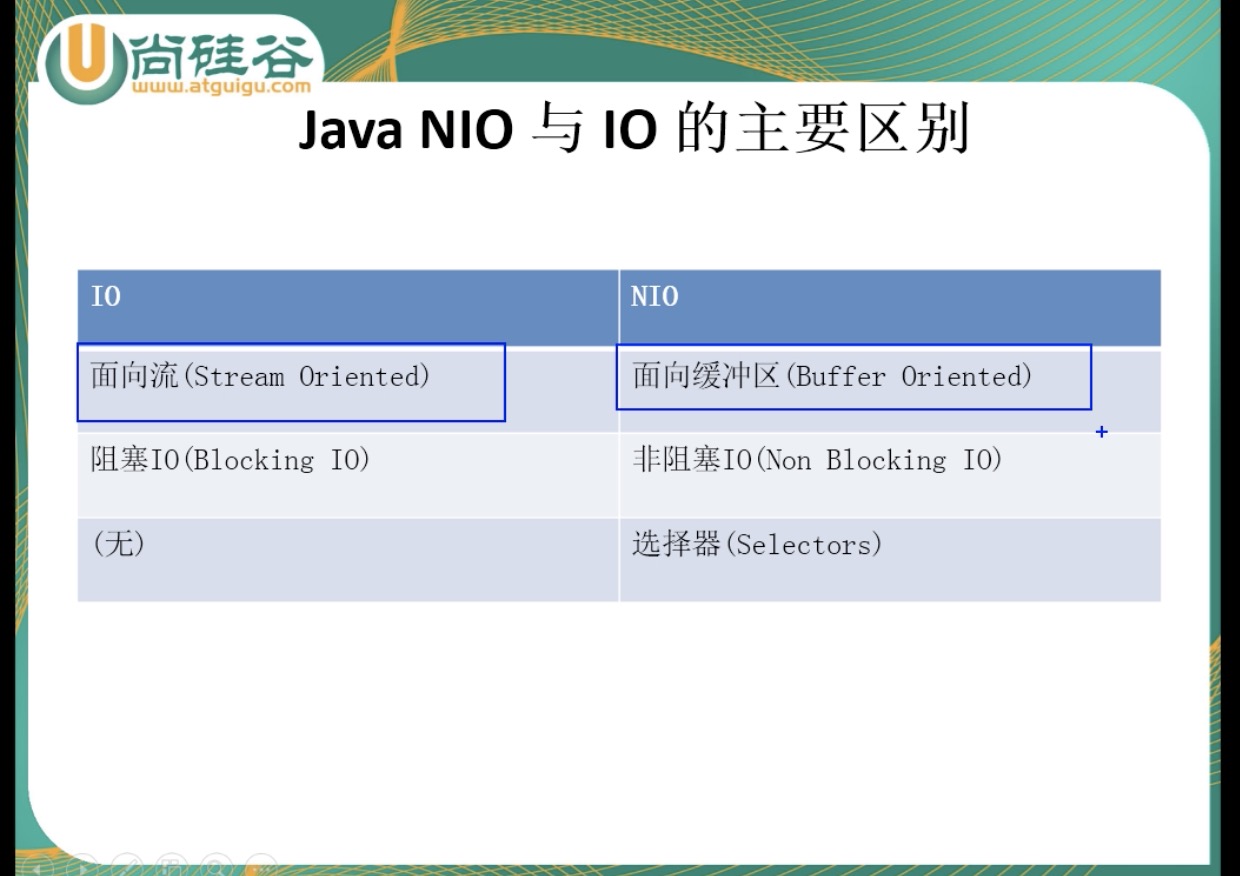 尚硅谷
www.atguigu.com
Java NIO 与 IO 的主要区别
IO
NIO
面向流(Stream Oriented)
面向缓冲区(Buffer Oriented)
阻塞IO(Blocking IO)
非阻塞IO(Non Blocking IO)
(无)
选择器(Selectors)